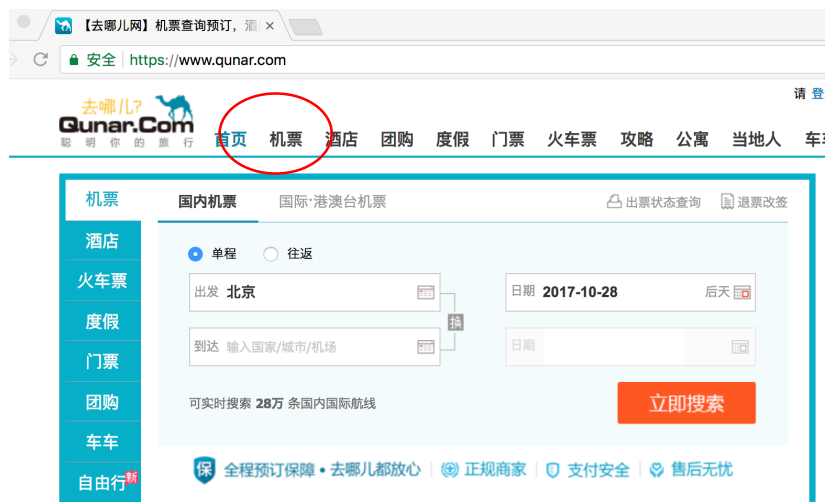 【去哪儿网】机票查询预订，酒
安全 https://www.qunar.com
请 登
去哪儿?
Qunar.Com
聪明你的旅行
首页 机票 酒店 团购 度假 门票 火车票 攻略 公寓 当地人 车车
机票 国内机票 国际·港澳台机票 出票状态查询 退票改签
酒店
单程 往返
火车票
出发 北京 日期 2017-10-28 后天
度假
换
到达 输入国家/城市/机场 日期
门票
团购
可实时搜索 28万 条国内国际航线 立即搜索
车车
保 全程预订保障 • 去哪儿都放心 正规商家 支付安全 售后无忧
自由行 新